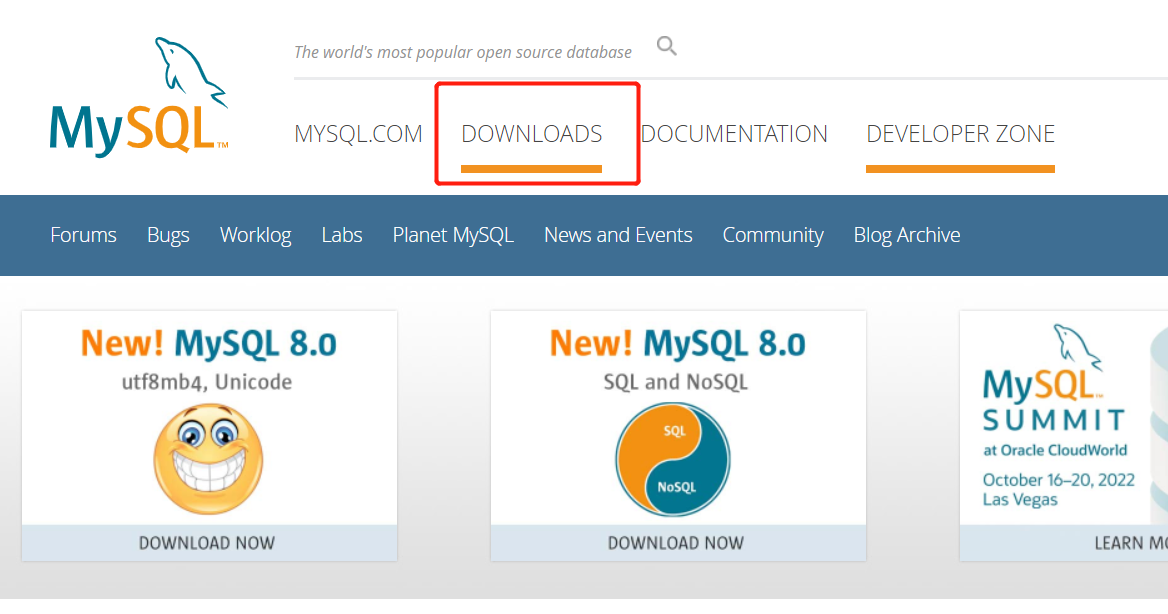 The world's most popular open source database
MySQL™
MYSQL.COM DOWNLOADS DOCUMENTATION DEVELOPER ZONE
Forums Bugs Worklog Labs Planet MySQL News and Events Community Blog Archive
New! MySQL 8.0
utf8mb4, Unicode
DOWNLOAD NOW
New! MySQL 8.0
SQL and NoSQL
SQL
NoSQL
DOWNLOAD NOW
MySQL™
SUMMIT
at Oracle CloudWorld
October 16–20, 2022
Las Vegas
LEARN